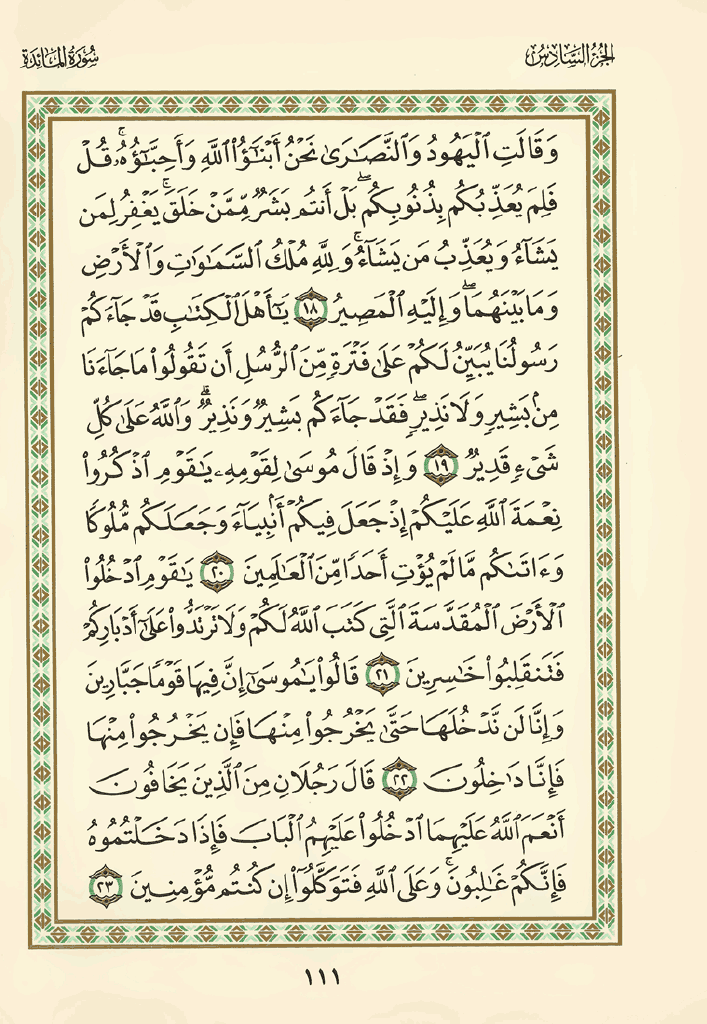 الجزء السادس
سورة المائدة
وَقَالَتِ ٱلْيَهُودُ وَٱلنَّصَٰرَىٰ نَحْنُ أَبْنَٰٓؤُا۟ ٱللَّهِ وَأَحِبَّٰٓؤُهُۥ ۚ قُلْ
فَلِمَ يُعَذِّبُكُم بِذُنُوبِكُم ۖ بَلْ أَنتُم بَشَرٌ مِّمَّنْ خَلَقَ ۚ يَغْفِرُ لِمَن
يَشَآءُ وَيُعَذِّبُ مَن يَشَآءُ ۚ وَلِلَّهِ مُلْكُ ٱلسَّمَٰوَٰتِ وَٱلْأَرْضِ
وَمَا بَيْنَهُمَا ۖ وَإِلَيْهِ ٱلْمَصِيرُ ١٨ يَٰٓأَهْلَ ٱلْكِتَٰبِ قَدْ جَآءَكُمْ
رَسُولُنَا يُبَيِّنُ لَكُمْ عَلَىٰ فَتْرَةٍ مِّنَ ٱلرُّسُلِ أَن تَقُولُوا۟ مَا جَآءَنَا
مِنۢ بَشِيرٍ وَلَا نَذِيرٍ ۖ فَقَدْ جَآءَكُم بَشِيرٌ وَنَذِيرٌ ۗ وَٱللَّهُ عَلَىٰ كُلِّ
شَىْءٍ قَدِيرٌ ١٩ وَإِذْ قَالَ مُوسَىٰ لِقَوْمِهِۦ يَٰقَوْمِ ٱذْكُرُوا۟
نِعْمَةَ ٱللَّهِ عَلَيْكُمْ إِذْ جَعَلَ فِيكُمْ أَنۢبِيَآءَ وَجَعَلَكُم مُّلُوكًا
وَءَاتَىٰكُم مَّا لَمْ يُؤْتِ أَحَدًا مِّنَ ٱلْعَٰلَمِينَ ٢٠ يَٰقَوْمِ ٱدْخُلُوا۟
ٱلْأَرْضَ ٱلْمُقَدَّسَةَ ٱلَّتِى كَتَبَ ٱللَّهُ لَكُمْ وَلَا تَرْتَدُّوا۟ عَلَىٰٓ أَدْبَارِكُمْ
فَتَنقَلِبُوا۟ خَٰسِرِينَ ٢١ قَالُوا۟ يَٰمُوسَىٰٓ إِنَّ فِيهَا قَوْمًا جَبَّارِينَ
وَإِنَّا لَن نَّدْخُلَهَا حَتَّىٰ يَخْرُجُوا۟ مِنْهَا فَإِن يَخْرُجُوا۟ مِنْهَا
فَإِنَّا دَٰخِلُونَ ٢٢ قَالَ رَجُلَانِ مِنَ ٱلَّذِينَ يَخَافُونَ
أَنْعَمَ ٱللَّهُ عَلَيْهِمَا ٱدْخُلُوا۟ عَلَيْهِمُ ٱلْبَابَ فَإِذَا دَخَلْتُمُوهُ
فَإِنَّكُمْ غَٰلِبُونَ ۚ وَعَلَى ٱللَّهِ فَتَوَكَّلُوٓا۟ إِن كُنتُم مُّؤْمِنِينَ ٢٣
١١١